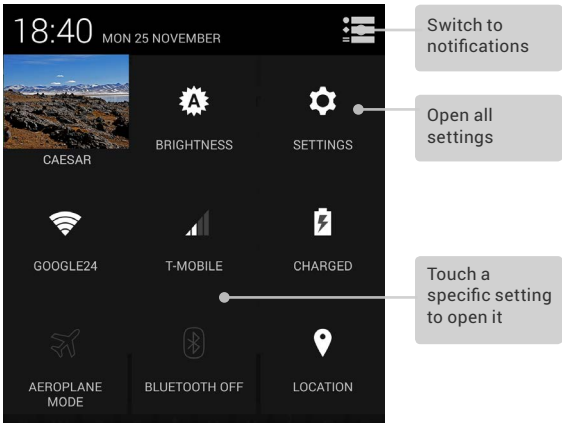 18:40 MON 25 NOVEMBER
Switch to
notifications
A
BRIGHTNESS
SETTINGS
CAESAR
Open all
settings
GOOGLE24
T-MOBILE
CHARGED
Touch a
specific setting
to open it
AEROPLANE
MODE
BLUETOOTH OFF
LOCATION